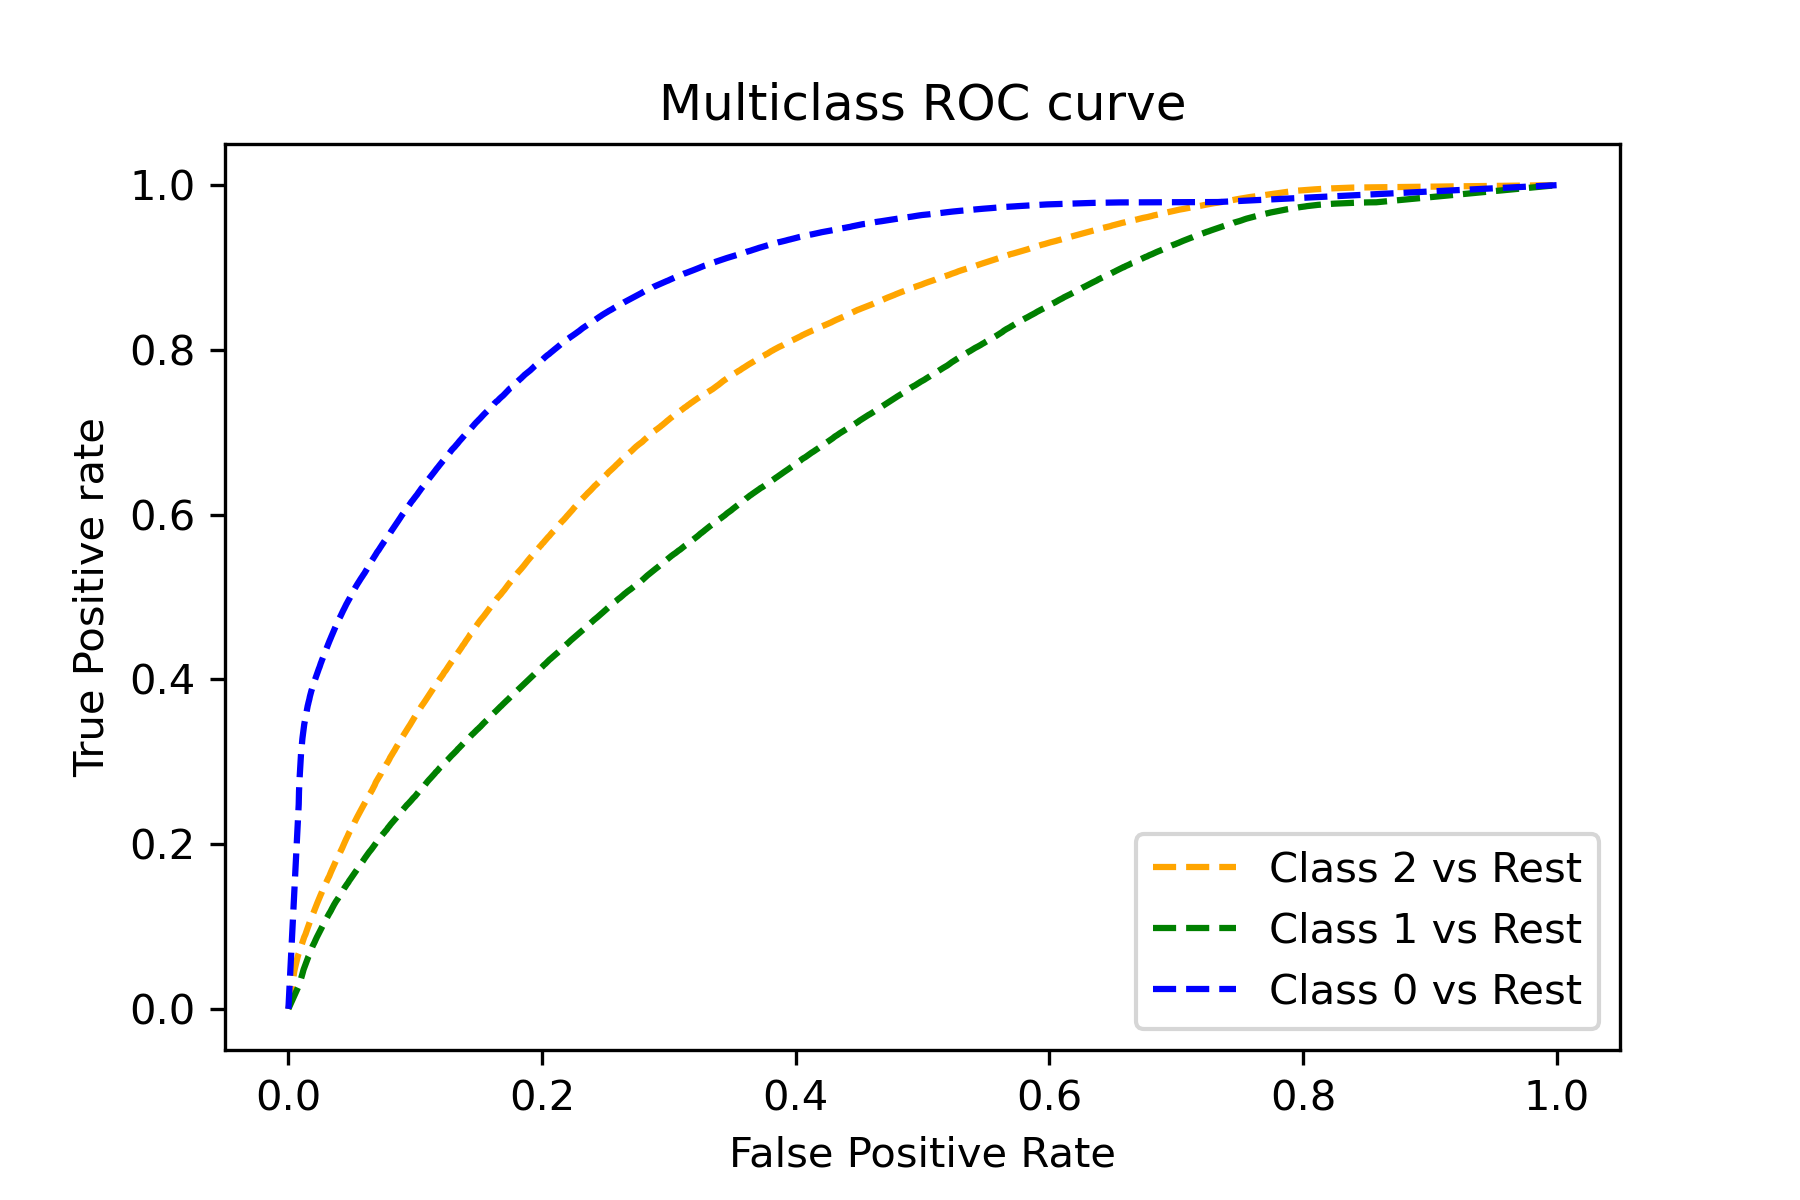 Multiclass ROC curve
1.0
0.8
0.6
0.4
0.2
0.0
True Positive rate
Class 2 vs Rest
Class 1 vs Rest
Class 0 vs Rest
0.0 0.2 0.4 0.6 0.8 1.0
False Positive Rate